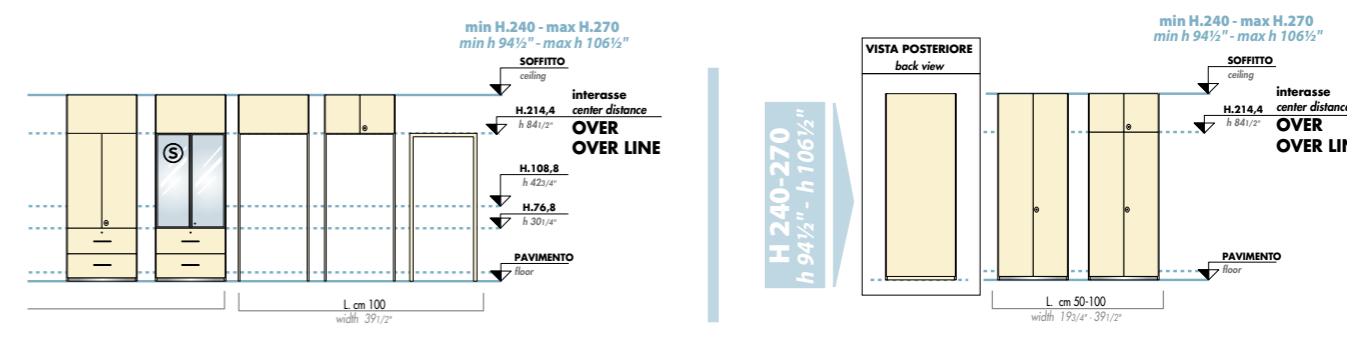 min H.240 - max H.270
min h 94½" - max h 106½"
SOFFITTO
ceiling
interasse
H.214,4 center distance
h 841/2" OVER
OVER LINE
S
H.108,8
h 423/4"
H.76,8
h 301/4"
PAVIMENTO
floor
L. cm 100
width 391/2"
H 240-270
h 94½" - h 106½"
VISTA POSTERIORE
back view
min H.240 - max H.270
min h 94½" - max h 106½"
SOFFITTO
ceiling
interasse
H.214,4 center distance
h 841/2" OVER
OVER LIN
PAVIMENTO
floor
L. cm 50-100
width 193/4" - 391/2"